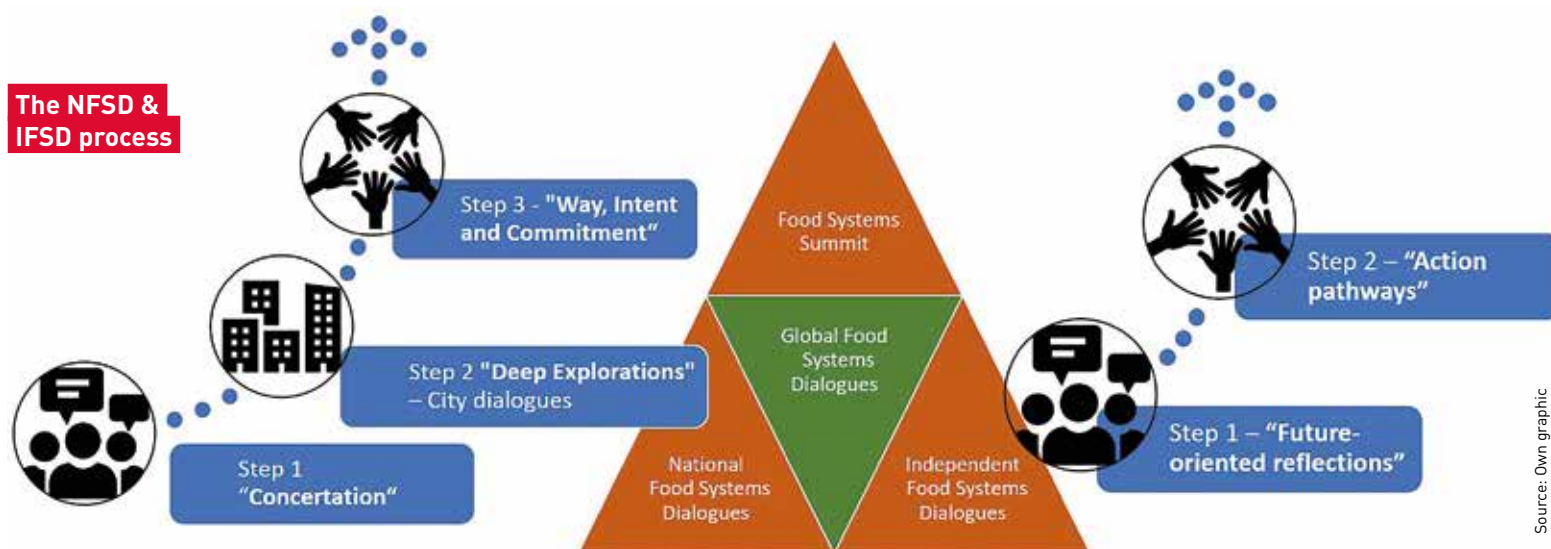 The NFSD &
IFSD process
Step 3 - "Way, Intent
and Commitment”
Step 2 "Deep Explorations"
– City dialogues
Step 1
“Concertation“
Food Systems
Summit
Global Food
Systems
Dialogues
National
Food Systems
Dialogues
Independent
Food Systems
Dialogues
Step 2 – “Action
pathways”
Step 1 – “Future-
oriented reflections”
Source: Own graphic